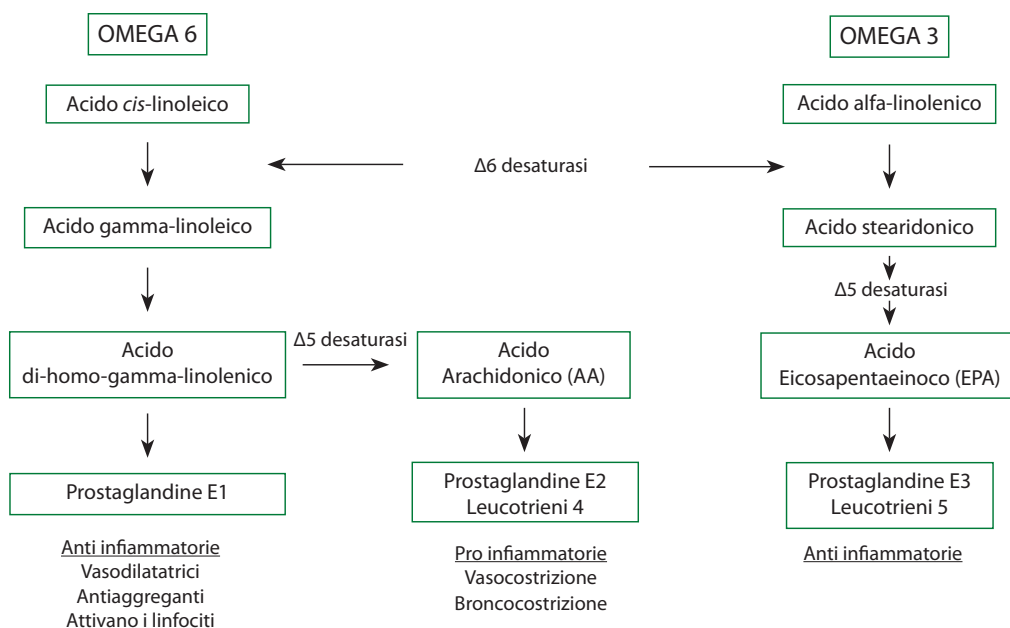 OMEGA 6
OMEGA 3
Acido cis-linoleico
Acido alfa-linolenico
Δ6 desaturasi
Acido gamma-linoleico
Acido stearidonico
Δ5 desaturasi
Δ5 desaturasi
Acido
di-homo-gamma-linolenico
Acido
Arachidonico (AA)
Acido
Eicosapentaeinoco (EPA)
Prostaglandine E1
Prostaglandine E2
Leucotrieni 4
Prostaglandine E3
Leucotrieni 5
Anti infiammatorie
Vasodilatatrici
Antiaggreganti
Attivano i linfociti
Pro infiammatorie
Vasocostrizione
Broncocostrizione
Anti infiammatorie